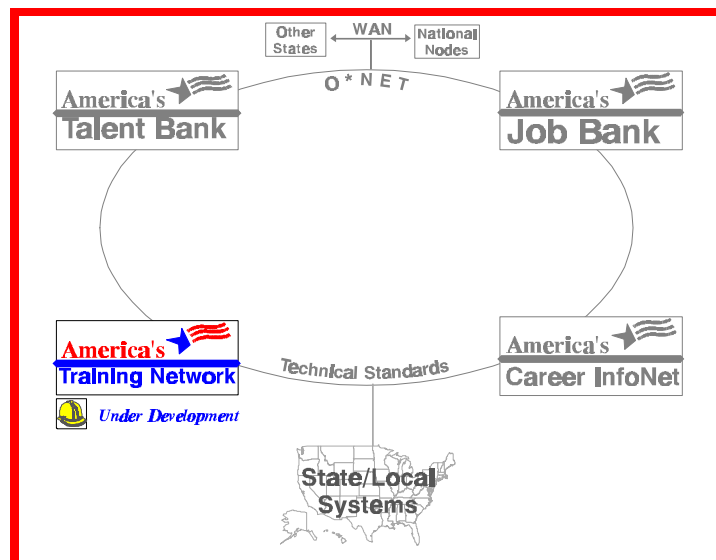 Other
States
WAN
National
Nodes
O*NET
America's
Talent Bank
America's
Job Bank
America's
Training Network
Under Development
Technical Standards
America's
Career InfoNet
State/Local
Systems